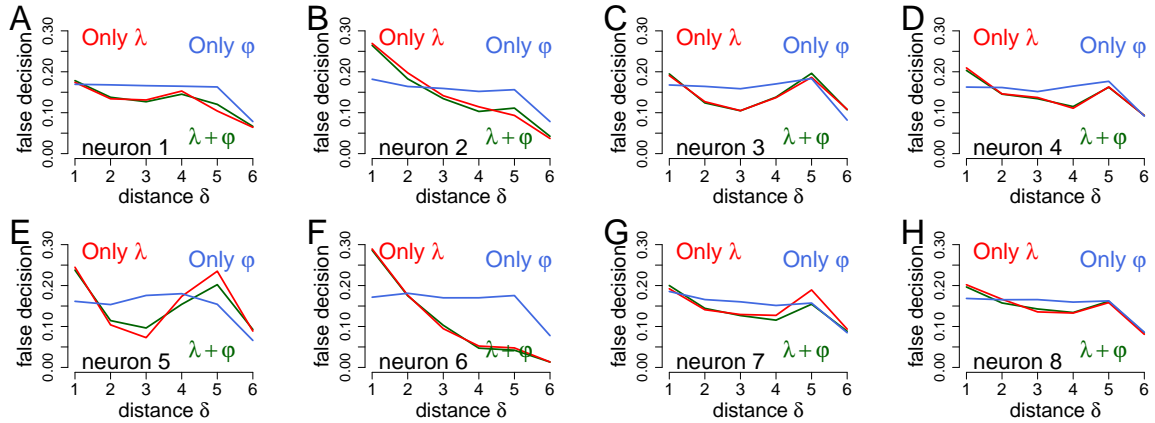 A
B
C
D
Only λ
Only φ
Only λ
Only φ
Only λ
Only φ
Only λ
Only φ
false decision
0.00 0.10 0.20 0.30
false decision
0.00 0.10 0.20 0.30
false decision
0.00 0.10 0.20 0.30
false decision
0.00 0.10 0.20 0.30
neuron 1
λ+φ
neuron 2
λ+φ
neuron 3
λ+φ
neuron 4
λ+φ
1 2 3 4 5 6
1 2 3 4 5 6
1 2 3 4 5 6
1 2 3 4 5 6
distance δ
distance δ
distance δ
distance δ
E
F
G
H
Only λ
Only φ
Only λ
Only φ
Only λ
Only φ
Only λ
Only φ
false decision
0.00 0.10 0.20 0.30
false decision
0.00 0.10 0.20 0.30
false decision
0.00 0.10 0.20 0.30
false decision
0.00 0.10 0.20 0.30
neuron 5
λ+φ
neuron 6
λ+φ
neuron 7
λ+φ
neuron 8
λ+φ
1 2 3 4 5 6
1 2 3 4 5 6
1 2 3 4 5 6
1 2 3 4 5 6
distance δ
distance δ
distance δ
distance δ